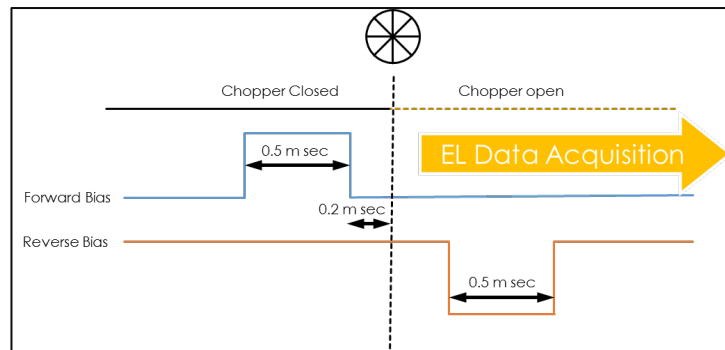 Chopper Closed
Chopper open
0.5 m sec
EL Data Acquisition
Forward Bias
0.2 m sec
Reverse Bias
0.5 m sec